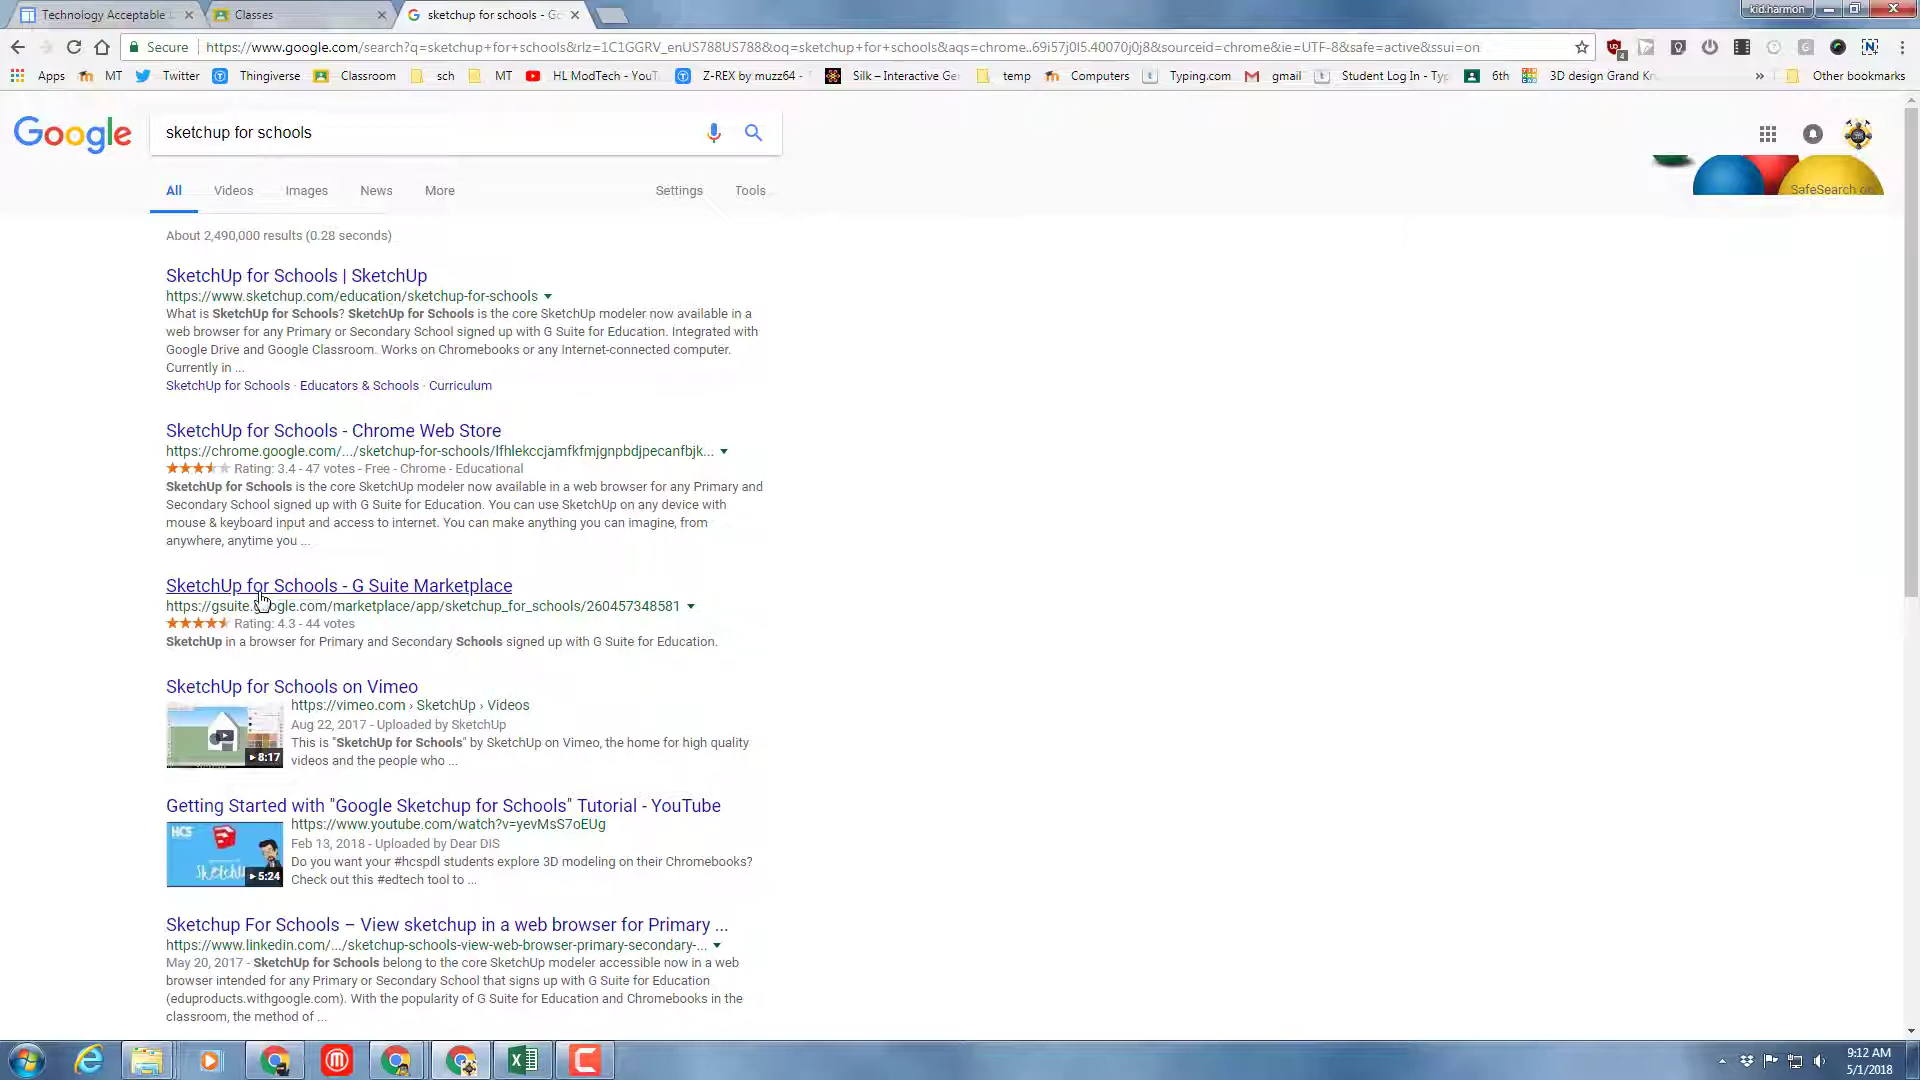 Technology Acceptable
Classes
sketchup for schools - Go
kid.harmon
Secure
https://www.google.com/search?q=sketchup+for+schools&rlz=1C1GGRV_enUS788US788&oq=sketchup+for+schools&aqs=chrome..69i57j0l5.40070j0j8&sourceid=chrome&ie=UTF-8&safe=active&ssui=on
Apps MT Twitter Thingiverse Classroom sch MT HL ModTech - YouT Z-REX by muzz64 - Silk – Interactive Ge temp Computers Typing.com gmail Student Log In - Typ 6th 3D design Grand Kn » Other bookmarks
Google
sketchup for schools
All Videos Images News More Settings Tools
SafeSearch on
About 2,490,000 results (0.28 seconds)
SketchUp for Schools | SketchUp
https://www.sketchup.com/education/sketchup-for-schools
What is SketchUp for Schools? SketchUp for Schools is the core SketchUp modeler now available in a
web browser for any Primary or Secondary School signed up with G Suite for Education. Integrated with
Google Drive and Google Classroom. Works on Chromebooks or any Internet-connected computer.
Currently in ...
SketchUp for Schools · Educators & Schools · Curriculum
SketchUp for Schools - Chrome Web Store
https://chrome.google.com/.../sketchup-for-schools/lfhlekccjamfkfmjgnpbdjpecanfbjk...
Rating: 3.4 - 47 votes - Free - Chrome - Educational
SketchUp for Schools is the core SketchUp modeler now available in a web browser for any Primary and
Secondary School signed up with G Suite for Education. You can use SketchUp on any device with
mouse & keyboard input and access to internet. You can make anything you can imagine, from
anywhere, anytime you ...
SketchUp for Schools - G Suite Marketplace
https://gsuite.google.com/marketplace/app/sketchup_for_schools/260457348581
Rating: 4.3 - 44 votes
SketchUp in a browser for Primary and Secondary Schools signed up with G Suite for Education.
SketchUp for Schools on Vimeo
https://vimeo.com › SketchUp › Videos
Aug 22, 2017 - Uploaded by SketchUp
This is "SketchUp for Schools" by SketchUp on Vimeo, the home for high quality
videos and the people who ...
8:17
Getting Started with "Google Sketchup for Schools" Tutorial - YouTube
https://www.youtube.com/watch?v=yevMsS7oEUg
Feb 13, 2018 - Uploaded by Dear DIS
Do you want your #hcspdl students explore 3D modeling on their Chromebooks?
Check out this #edtech tool to ...
HCS
5:24
Sketchup For Schools – View sketchup in a web browser for Primary ...
https://www.linkedin.com/.../sketchup-schools-view-web-browser-primary-secondary-...
May 20, 2017 - SketchUp for Schools belong to the core SketchUp modeler accessible now in a web
browser intended for any Primary or Secondary School that signs up with G Suite for Education
(eduproducts.withgoogle.com). With the popularity of G Suite for Education and Chromebooks in the
classroom, the method of ...
9:12 AM
5/1/2018